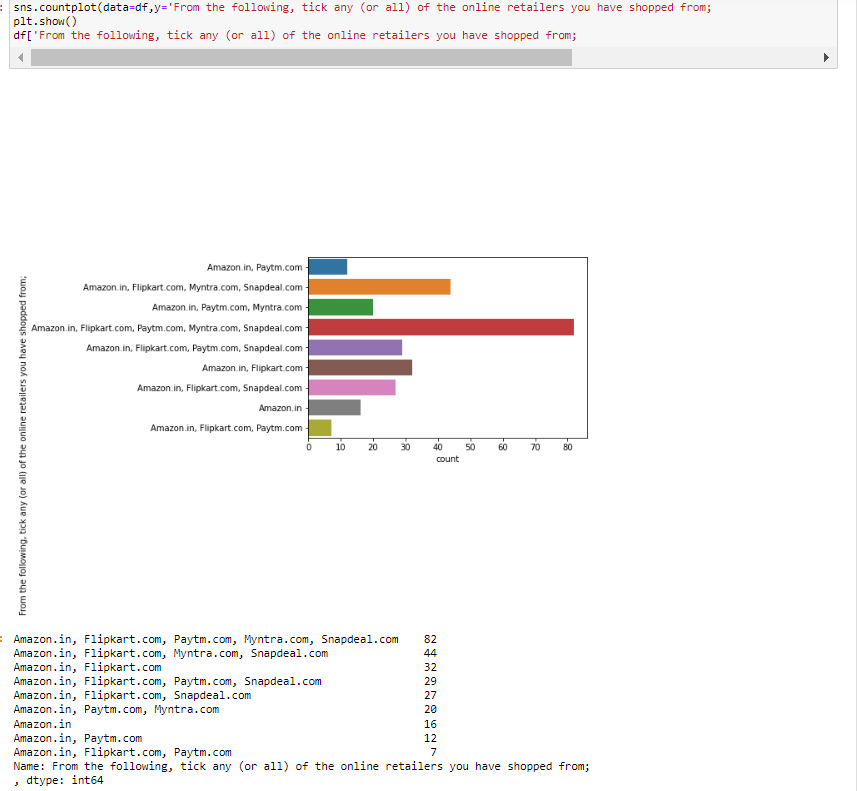 : sns.countplot(data=df,y='From the following, tick any (or all) of the online retailers you have shopped from;
plt.show()
df['From the following, tick any (or all) of the online retailers you have shopped from;
From the following, tick any (or all) of the online retailers you have shopped from;
Amazon.in, Paytm.com
Amazon.in, Flipkart.com, Myntra.com, Snapdeal.com
Amazon.in, Paytm.com, Myntra.com
Amazon.in, Flipkart.com, Paytm.com, Myntra.com, Snapdeal.com
Amazon.in, Flipkart.com, Paytm.com, Snapdeal.com
Amazon.in, Flipkart.com
Amazon.in, Flipkart.com, Snapdeal.com
Amazon.in
Amazon.in, Flipkart.com, Paytm.com
0 10 20 30 40 50 60 70 80
count
: Amazon.in, Flipkart.com, Paytm.com, Myntra.com, Snapdeal.com 82
Amazon.in, Flipkart.com, Myntra.com, Snapdeal.com 44
Amazon.in, Flipkart.com 32
Amazon.in, Flipkart.com, Paytm.com, Snapdeal.com 29
Amazon.in, Flipkart.com, Snapdeal.com 27
Amazon.in, Paytm.com, Myntra.com 20
Amazon.in 16
Amazon.in, Paytm.com 12
Amazon.in, Flipkart.com, Paytm.com 7
Name: From the following, tick any (or all) of the online retailers you have shopped from;
, dtype: int64